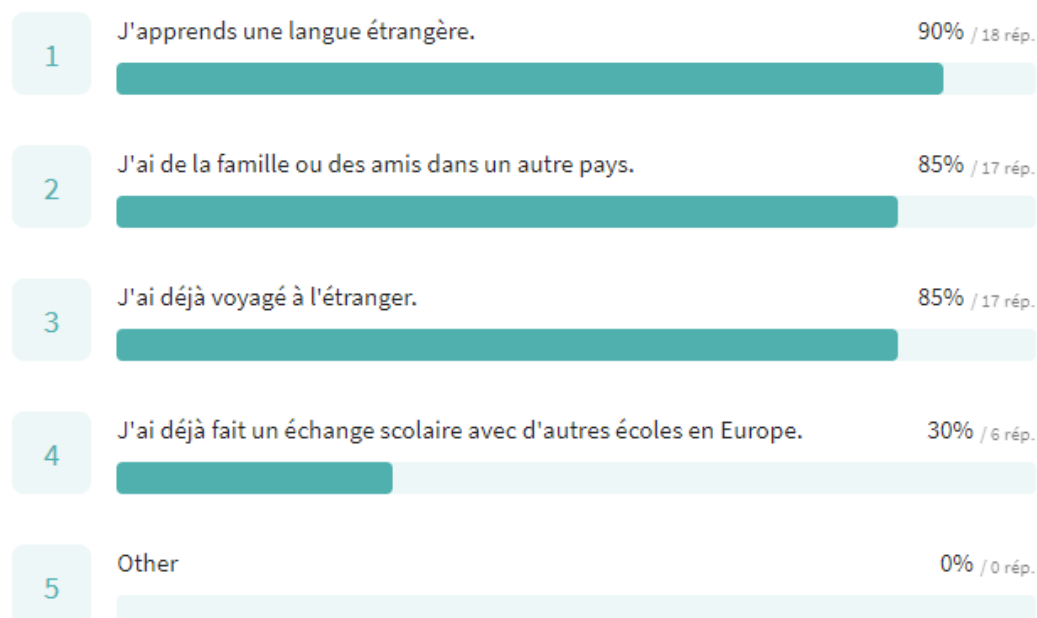 1
J'apprends une langue étrangère.
90% / 18 rép.
2
J'ai de la famille ou des amis dans un autre pays.
85% / 17 rép.
3
J'ai déjà voyagé à l'étranger.
85% / 17 rép.
4
J'ai déjà fait un échange scolaire avec d'autres écoles en Europe.
30% / 6 rép.
5
Other
0% / 0 rép.